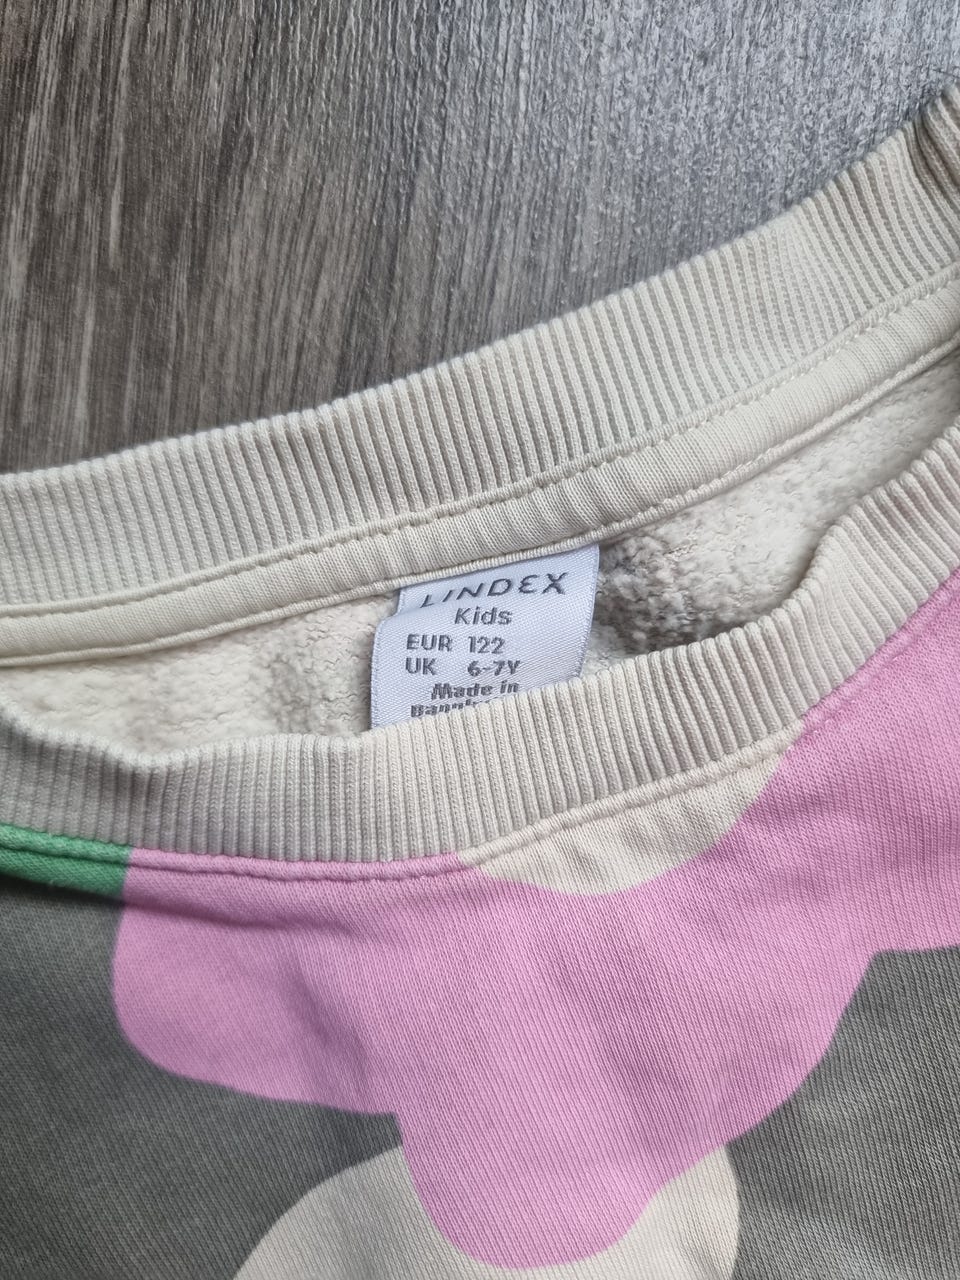 LINDEX
Kids
EUR 122
UK 6-7Y
Made in